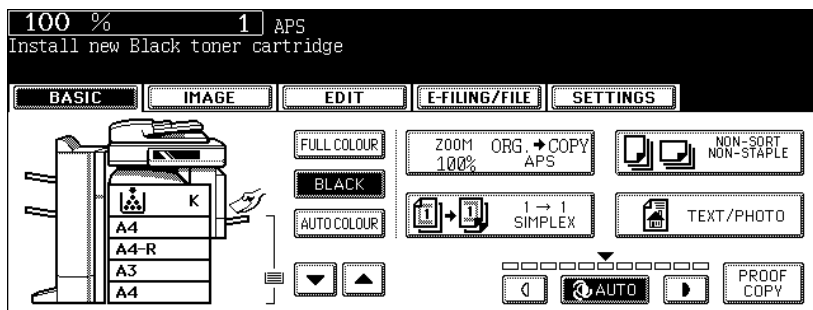 100 % 1 APS
Install new Black toner cartridge
BASIC IMAGE EDIT E-FILING/FILE SETTINGS
K
A4
A4-R
A3
A4
FULL COLOUR
BLACK
AUTO COLOUR
ZOOM ORG.➔COPY
100% APS
NON-SORT
NON-STAPLE
1 1 1 → 1
SIMPLEX
TEXT/PHOTO
AUTO
PROOF
COPY